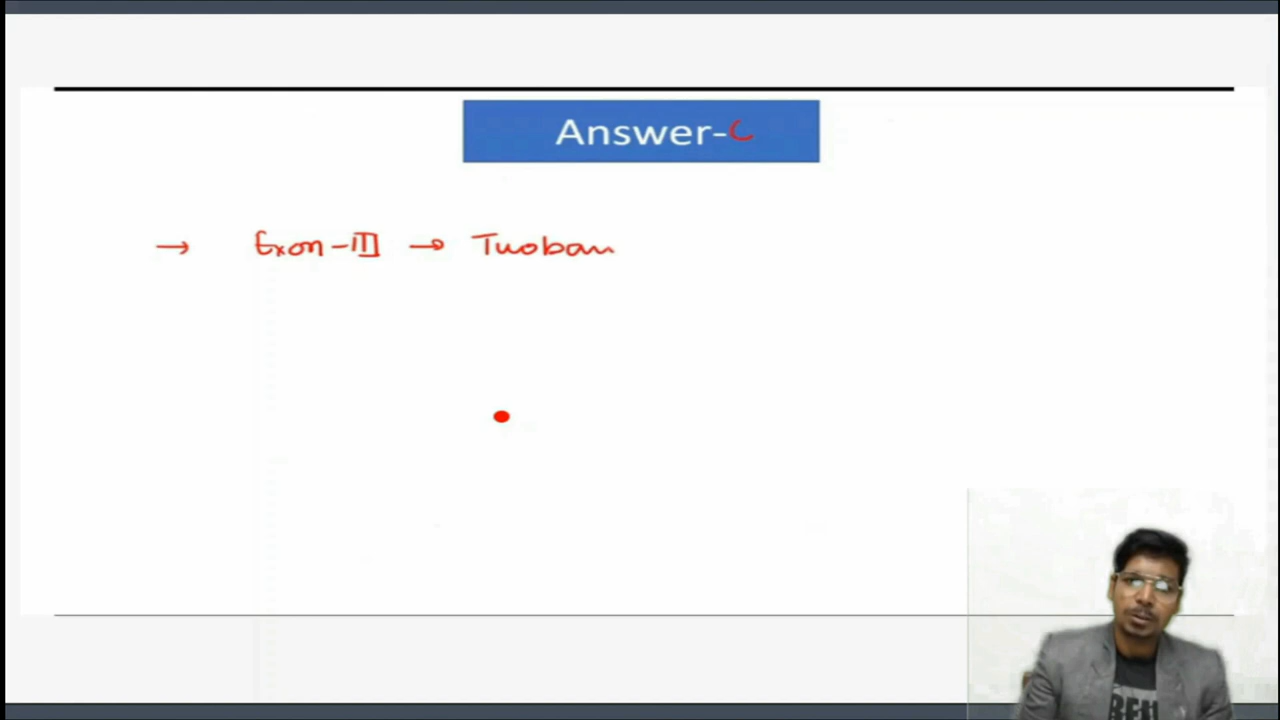 Answer-C
→ Exon-III → Tuoban